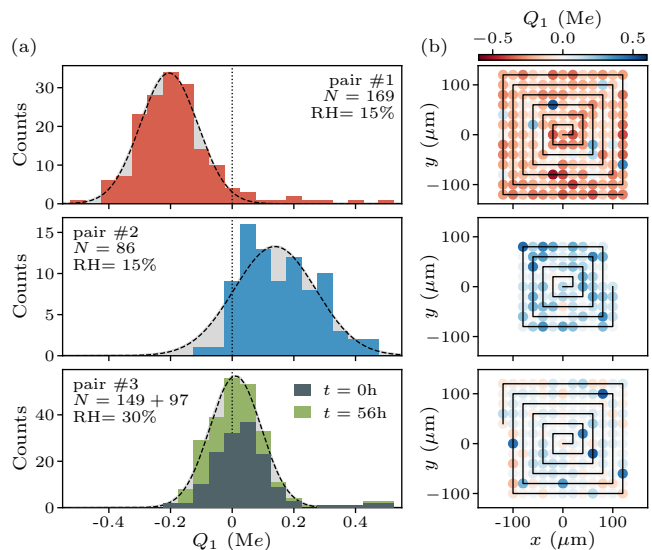 (a)
pair #1
N = 169
RH= 15%
Counts
30
20
10
0
pair #2
N = 86
RH= 15%
Counts
15
10
5
0
pair #3
N = 149 + 97
RH= 30%
t = 0h
t = 56h
Counts
40
20
0
-0.4
-0.2
0
0.2
0.4
Q₁ (Me)
(b)
Q₁ (Me)
−0.5
0.0
0.5
y (μm)
100
0
−100
y (μm)
100
0
−100
y (μm)
100
0
−100
-100
0
100
x (μm)